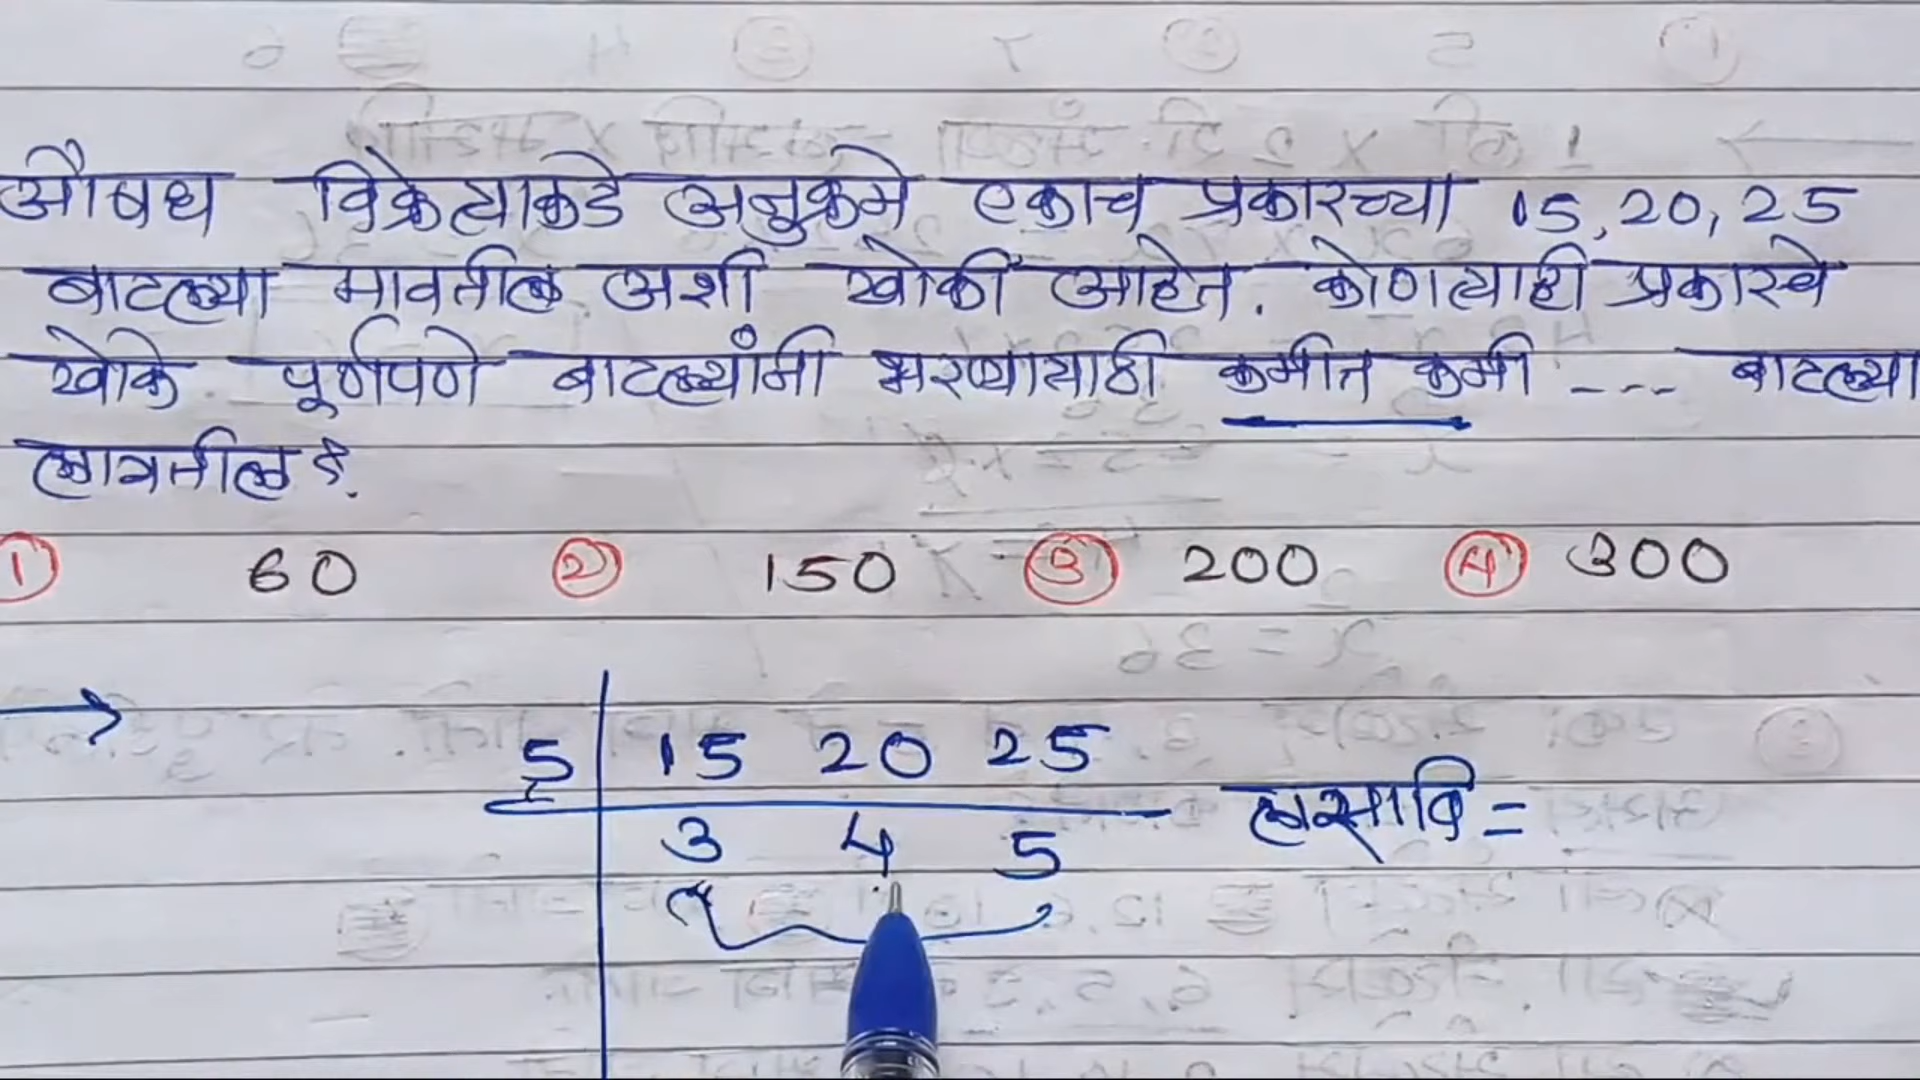 औषध विक्रेत्याकडे अनुक्रमे एकाच प्रकारच्या 15, 20, 25
बाटल्या मावतील अशी खोकी आहेत. कोणत्याही प्रकारचे
खोके पूर्णपणे बाटल्यांनी भरण्यासाठी कमीत कमी --- बाटल्या
लागतील ?
① 60 ② 150 ③ 200 ④ 300
→ 5 | 15 20 25
लसावि =
3 4 5